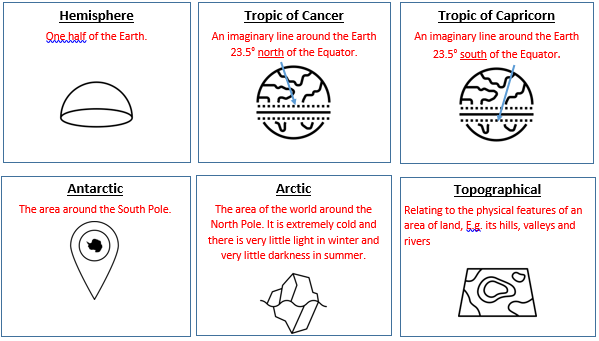 Hemisphere
One half of the Earth.
Tropic of Cancer
An imaginary line around the Earth
23.5° north of the Equator.
Tropic of Capricorn
An imaginary line around the Earth
23.5° south of the Equator.
Antarctic
The area around the South Pole.
Arctic
The area of the world around the
North Pole. It is extremely cold and
there is very little light in winter and
very little darkness in summer.
Topographical
Relating to the physical features of an
area of land, E.g. its hills, valleys and
rivers